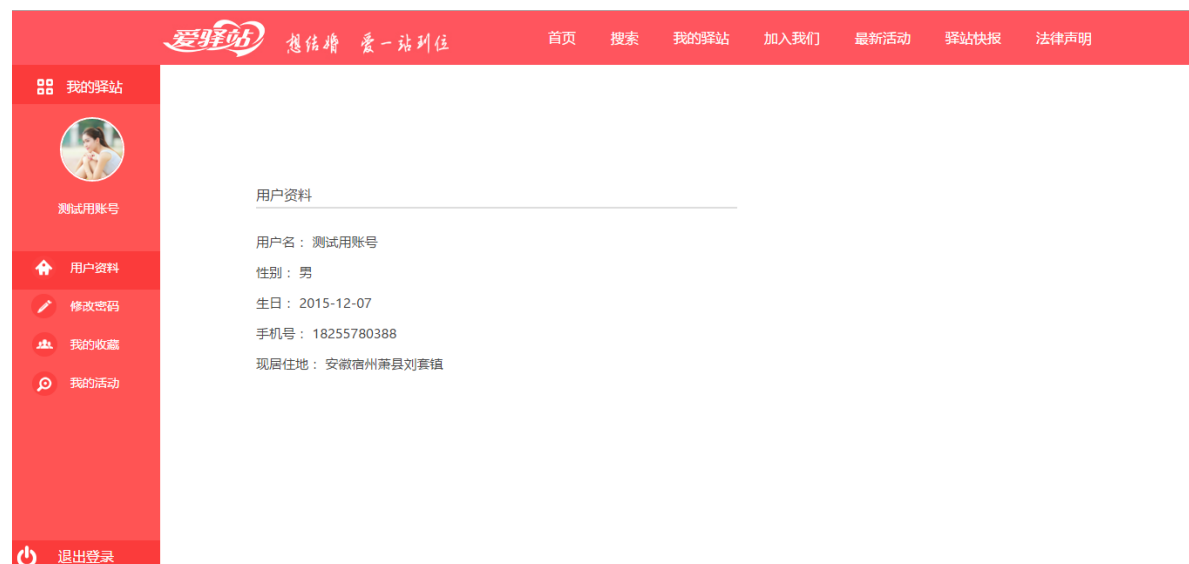 爱驿站 想结婚 爱一站到位 首页 搜索 我的驿站 加入我们 最新活动 驿站快报 法律声明
我的驿站
测试用账号
用户资料
修改密码
我的收藏
我的活动
退出登录
用户资料
用户名： 测试用账号
性别： 男
生日： 2015-12-07
手机号： 18255780388
现居住地： 安徽宿州萧县刘套镇